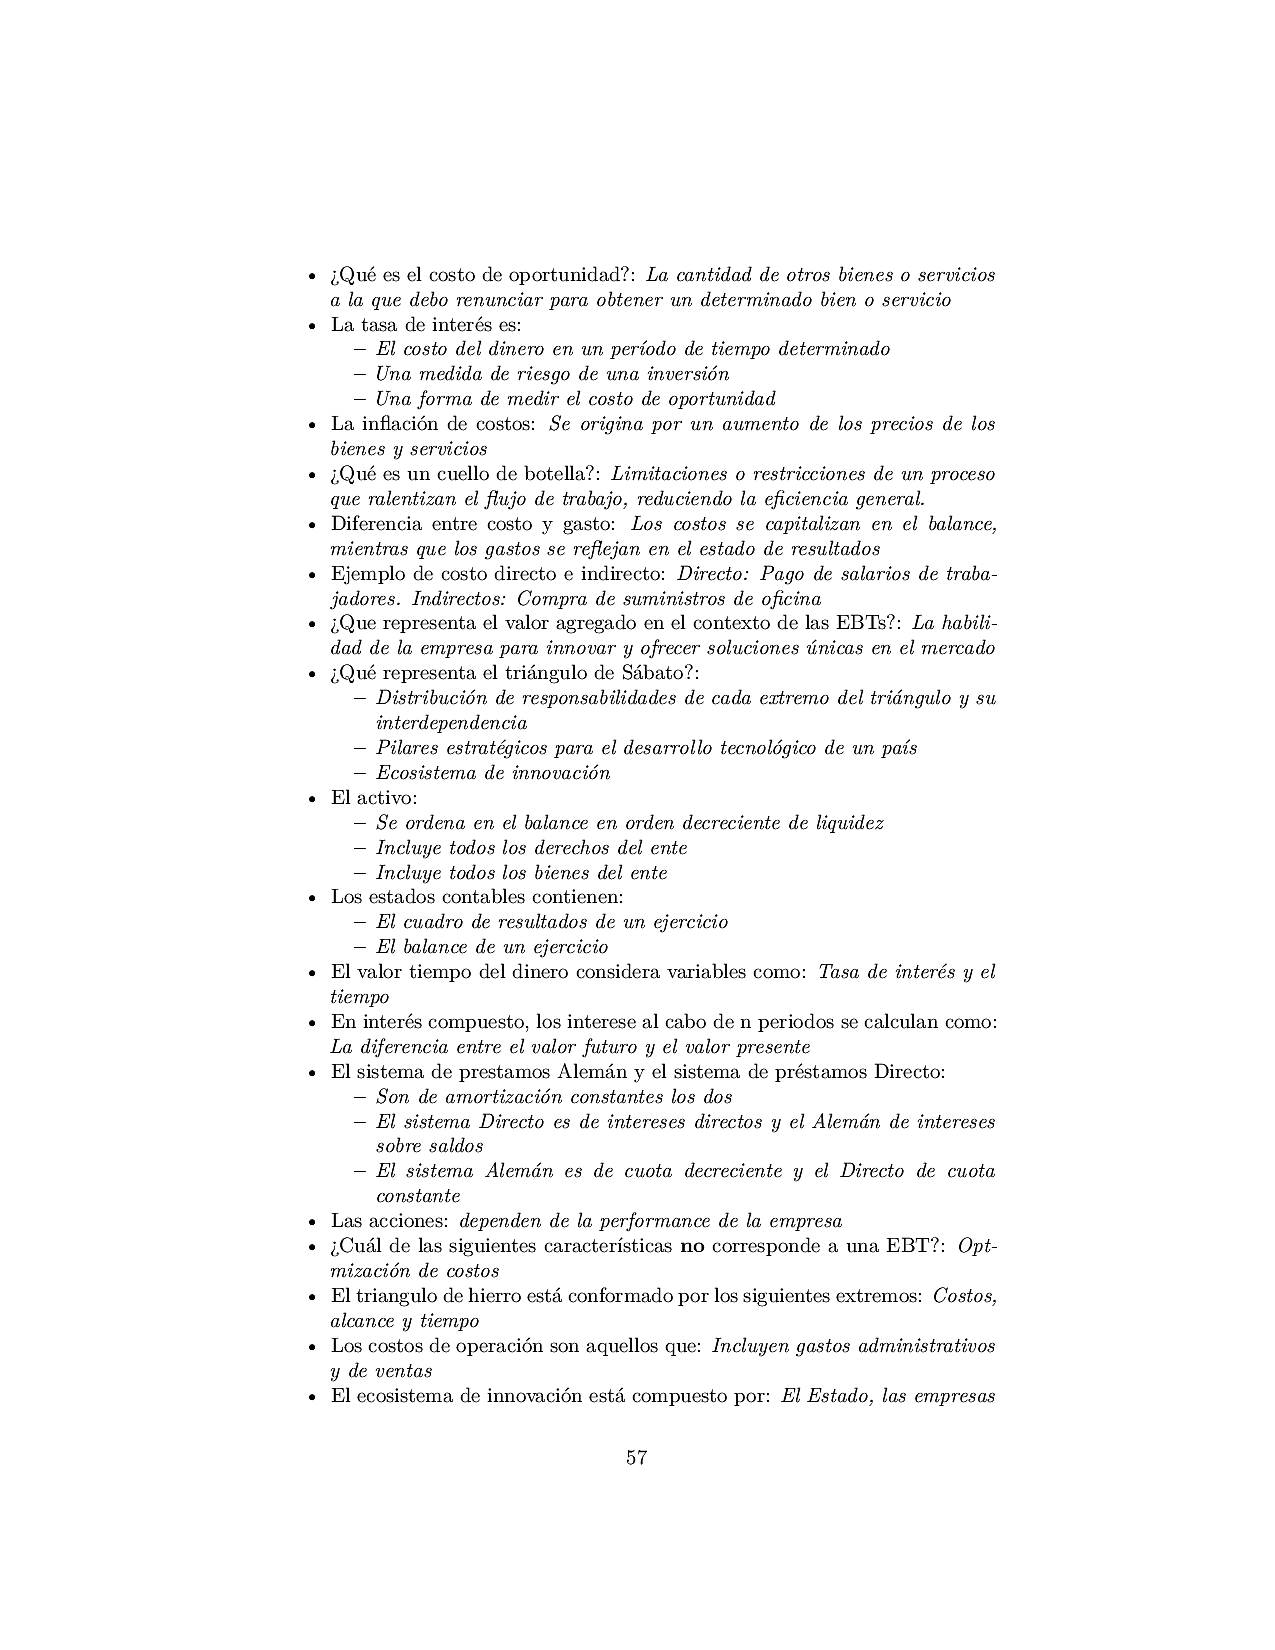 • ¿Qué es el costo de oportunidad?: La cantidad de otros bienes o servicios
a la que debo renunciar para obtener un determinado bien o servicio
• La tasa de interés es:
– El costo del dinero en un período de tiempo determinado
– Una medida de riesgo de una inversión
– Una forma de medir el costo de oportunidad
• La inflación de costos: Se origina por un aumento de los precios de los
bienes y servicios
• ¿Qué es un cuello de botella?: Limitaciones o restricciones de un proceso
que ralentizan el flujo de trabajo, reduciendo la eficiencia general.
• Diferencia entre costo y gasto: Los costos se capitalizan en el balance,
mientras que los gastos se reflejan en el estado de resultados
• Ejemplo de costo directo e indirecto: Directo: Pago de salarios de traba-
jadores. Indirectos: Compra de suministros de oficina
• ¿Que representa el valor agregado en el contexto de las EBTs?: La habili-
dad de la empresa para innovar y ofrecer soluciones únicas en el mercado
• ¿Qué representa el triángulo de Sábato?:
– Distribución de responsabilidades de cada extremo del triángulo y su
interdependencia
– Pilares estratégicos para el desarrollo tecnológico de un país
– Ecosistema de innovación
• El activo:
– Se ordena en el balance en orden decreciente de liquidez
– Incluye todos los derechos del ente
– Incluye todos los bienes del ente
• Los estados contables contienen:
– El cuadro de resultados de un ejercicio
– El balance de un ejercicio
• El valor tiempo del dinero considera variables como: Tasa de interés y el
tiempo
• En interés compuesto, los interese al cabo de n periodos se calculan como:
La diferencia entre el valor futuro y el valor presente
• El sistema de prestamos Alemán y el sistema de préstamos Directo:
– Son de amortización constantes los dos
– El sistema Directo es de intereses directos y el Alemán de intereses
sobre saldos
– El sistema Alemán es de cuota decreciente y el Directo de cuota
constante
• Las acciones: dependen de la performance de la empresa
• ¿Cuál de las siguientes características no corresponde a una EBT?: Opt-
mización de costos
• El triangulo de hierro está conformado por los siguientes extremos: Costos,
alcance y tiempo
• Los costos de operación son aquellos que: Incluyen gastos administrativos
y de ventas
• El ecosistema de innovación está compuesto por: El Estado, las empresas
57